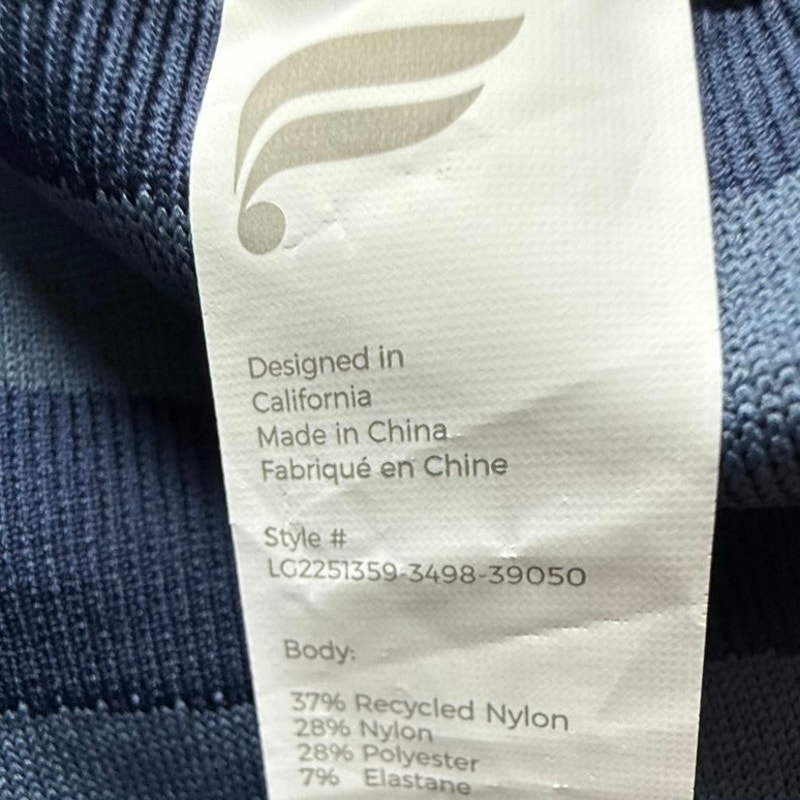 Designed in
California
Made in China
Fabriqué en Chine
Style #
LG2251359-3498-39050
Body:
37% Recycled Nylon
28% Nylon
28% Polyester
7% Elastane